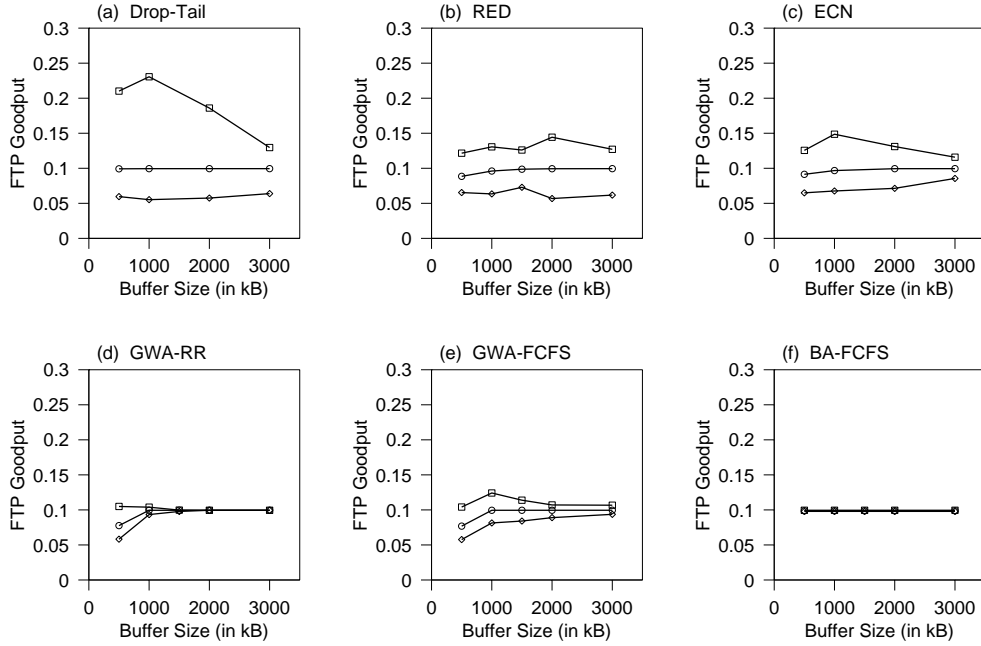 (a) Drop-Tail
0.3
0.25
0.2
0.15
0.1
0.05
0
FTP Goodput
0 1000 2000 3000
Buffer Size (in kB)
(b) RED
0.3
0.25
0.2
0.15
0.1
0.05
0
FTP Goodput
0 1000 2000 3000
Buffer Size (in kB)
(c) ECN
0.3
0.25
0.2
0.15
0.1
0.05
0
FTP Goodput
0 1000 2000 3000
Buffer Size (in kB)
(d) GWA-RR
0.3
0.25
0.2
0.15
0.1
0.05
0
FTP Goodput
0 1000 2000 3000
Buffer Size (in kB)
(e) GWA-FCFS
0.3
0.25
0.2
0.15
0.1
0.05
0
FTP Goodput
0 1000 2000 3000
Buffer Size (in kB)
(f) BA-FCFS
0.3
0.25
0.2
0.15
0.1
0.05
0
FTP Goodput
0 1000 2000 3000
Buffer Size (in kB)